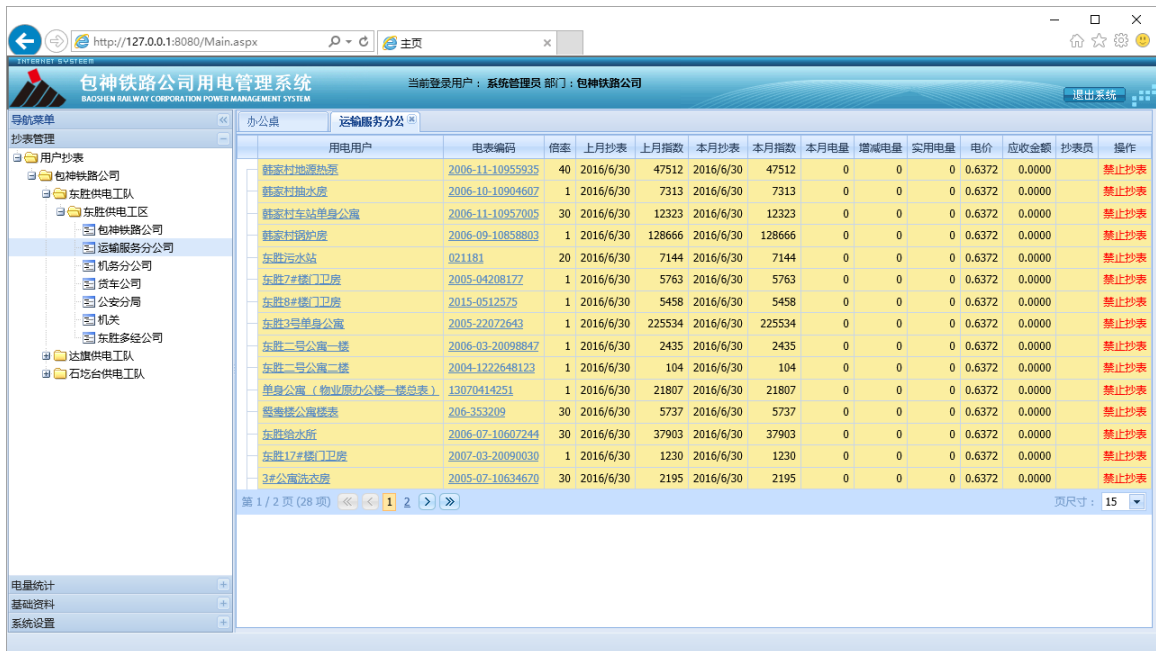 http://127.0.0.1:8080/Main.aspx
主页
INTERNET SYSTEEM
包神铁路公司用电管理系统
BAOSHEN RAILWAY CORPORATION POWER MANAGEMENT SYSTEM
当前登录用户： 系统管理员 部门：包神铁路公司
退出系统
导航菜单
办公桌
运输服务分公
抄表管理
用户抄表
包神铁路公司
东胜供电工队
东胜供电工区
包神铁路公司
运输服务分公司
机务分公司
货车公司
公安分局
机关
东胜多经公司
达旗供电工队
石圪台供电工队
电量统计
基础资料
系统设置
用电用户 电表编码 倍率 上月抄表 上月指数 本月抄表 本月指数 本月电量 增减电量 实用电量 电价 应收金额 抄表员 操作
韩家村地源热泵 2006-11-10955935 40 2016/6/30 47512 2016/6/30 47512 0 0 0 0.6372 0.0000 禁止抄表
韩家村抽水房 2006-10-10904607 1 2016/6/30 7313 2016/6/30 7313 0 0 0 0.6372 0.0000 禁止抄表
韩家村车站单身公寓 2006-11-10957005 30 2016/6/30 12323 2016/6/30 12323 0 0 0 0.6372 0.0000 禁止抄表
韩家村锅炉房 2006-09-10858803 1 2016/6/30 128666 2016/6/30 128666 0 0 0 0.6372 0.0000 禁止抄表
东胜污水站 021181 20 2016/6/30 7144 2016/6/30 7144 0 0 0 0.6372 0.0000 禁止抄表
东胜7#楼门卫房 2005-04208177 1 2016/6/30 5763 2016/6/30 5763 0 0 0 0.6372 0.0000 禁止抄表
东胜8#楼门卫房 2015-0512575 1 2016/6/30 5458 2016/6/30 5458 0 0 0 0.6372 0.0000 禁止抄表
东胜3号单身公寓 2005-22072643 1 2016/6/30 225534 2016/6/30 225534 0 0 0 0.6372 0.0000 禁止抄表
东胜二号公寓一楼 2006-03-20098847 1 2016/6/30 2435 2016/6/30 2435 0 0 0 0.6372 0.0000 禁止抄表
东胜二号公寓二楼 2004-1222648123 1 2016/6/30 104 2016/6/30 104 0 0 0 0.6372 0.0000 禁止抄表
单身公寓（物业原办公楼一楼总表） 13070414251 1 2016/6/30 21807 2016/6/30 21807 0 0 0 0.6372 0.0000 禁止抄表
鸳鸯楼公寓楼表 206-353209 30 2016/6/30 5737 2016/6/30 5737 0 0 0 0.6372 0.0000 禁止抄表
东胜给水所 2006-07-10607244 30 2016/6/30 37903 2016/6/30 37903 0 0 0 0.6372 0.0000 禁止抄表
东胜17#楼门卫房 2007-03-20090030 1 2016/6/30 1230 2016/6/30 1230 0 0 0 0.6372 0.0000 禁止抄表
3#公寓洗衣房 2005-07-10634670 30 2016/6/30 2195 2016/6/30 2195 0 0 0 0.6372 0.0000 禁止抄表
第 1 / 2 页 (28 项) 1 2
页尺寸： 15